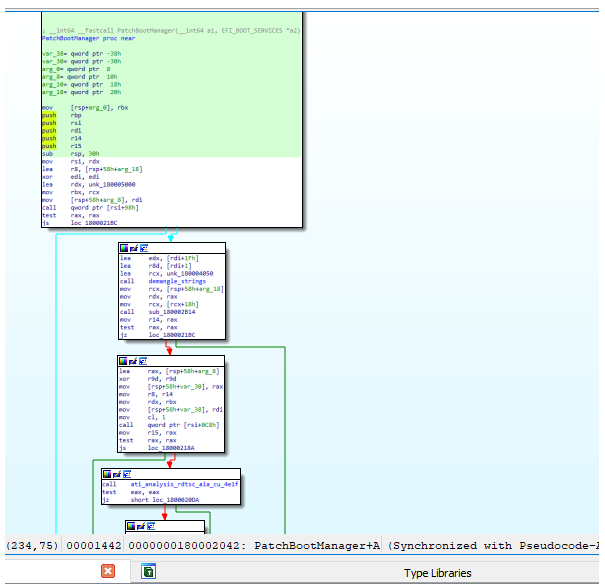 ; __int64 __fastcall PatchBootManager(__int64 a1, EFI_BOOT_SERVICES *a2)
PatchBootManager proc near
var_38= qword ptr -38h
var_30= qword ptr -30h
arg_0= qword ptr  8
arg_8= qword ptr  10h
arg_10= qword ptr  18h
arg_18= qword ptr  20h
mov     [rsp+arg_0], rbx
push    rbp
push    rsi
push    rdi
push    r14
push    r15
sub     rsp, 30h
mov     rsi, rdx
lea     r8, [rsp+58h+arg_18]
xor     edi, edi
lea     rdx, unk_180005000
mov     rbx, rcx
mov     [rsp+58h+arg_8], rdi
call    qword ptr [rsi+98h]
test    rax, rax
js      loc_1800021BC
lea     edx, [rdi+1Fh]
lea     r8d, [rdi+1]
lea     rcx, unk_180004050
call    demangle_strings
mov     rcx, [rsp+58h+arg_18]
mov     rdx, rax
mov     rcx, [rcx+18h]
call    sub_180002B14
mov     r14, rax
test    rax, rax
jz      loc_1800021BC
lea     rax, [rsp+58h+arg_8]
xor     r9d, r9d
mov     [rsp+58h+var_30], rax
mov     r8, r14
mov     rdx, rbx
mov     [rsp+58h+var_38], rdi
mov     cl, 1
call    qword ptr [rsi+0C8h]
mov     r15, rax
test    rax, rax
js      loc_18000218A
call    ati_analysis_rdtsc_aia_cu_4e1f
test    eax, eax
jz      short loc_1800020DA
(234,75) 00001442 0000000180002042: PatchBootManager+A (Synchronized with Pseudocode-A
Type Libraries